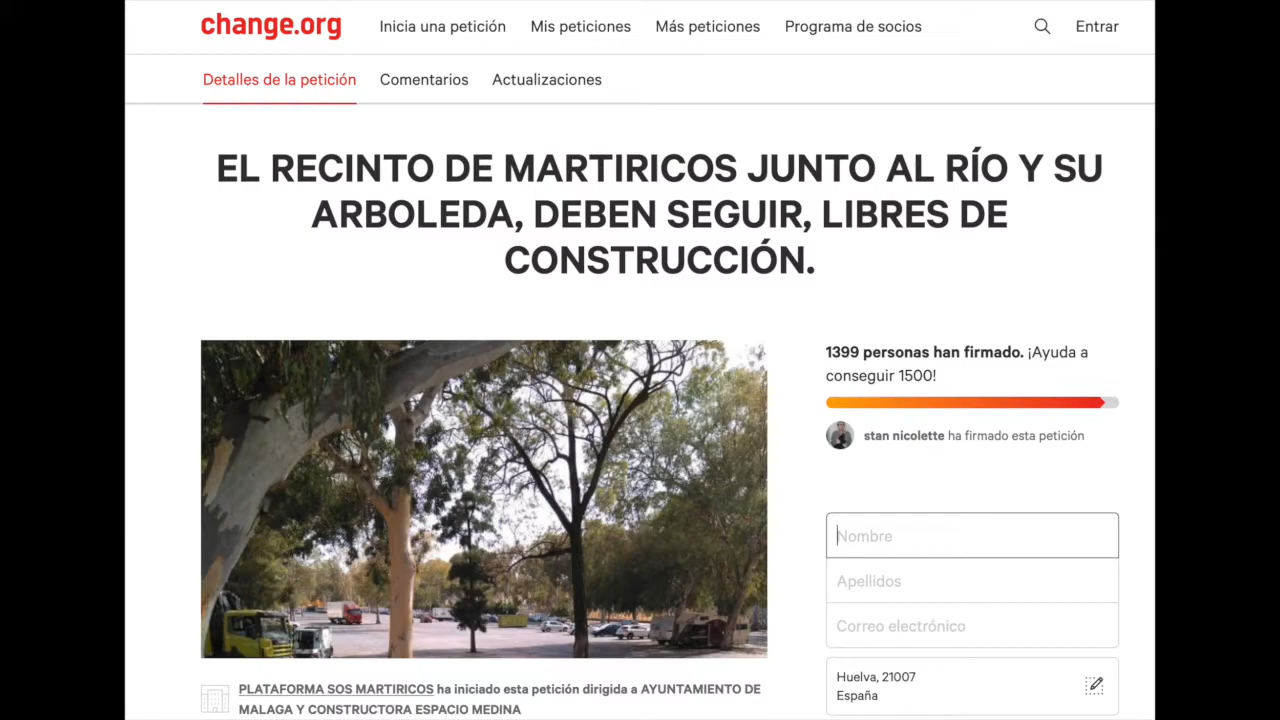 change.org
Inicia una petición
Mis peticiones
Más peticiones
Programa de socios
Entrar
Detalles de la petición
Comentarios
Actualizaciones
EL RECINTO DE MARTIRICOS JUNTO AL RÍO Y SU
ARBOLEDA, DEBEN SEGUIR, LIBRES DE
CONSTRUCCIÓN.
1399 personas han firmado. ¡Ayuda a
conseguir 1500!
stan nicolette ha firmado esta petición
Nombre
Apellidos
Correo electrónico
Huelva, 21007
España
PLATAFORMA SOS MARTIRICOS ha iniciado esta petición dirigida a AYUNTAMIENTO DE
MALAGA Y CONSTRUCTORA ESPACIO MEDINA